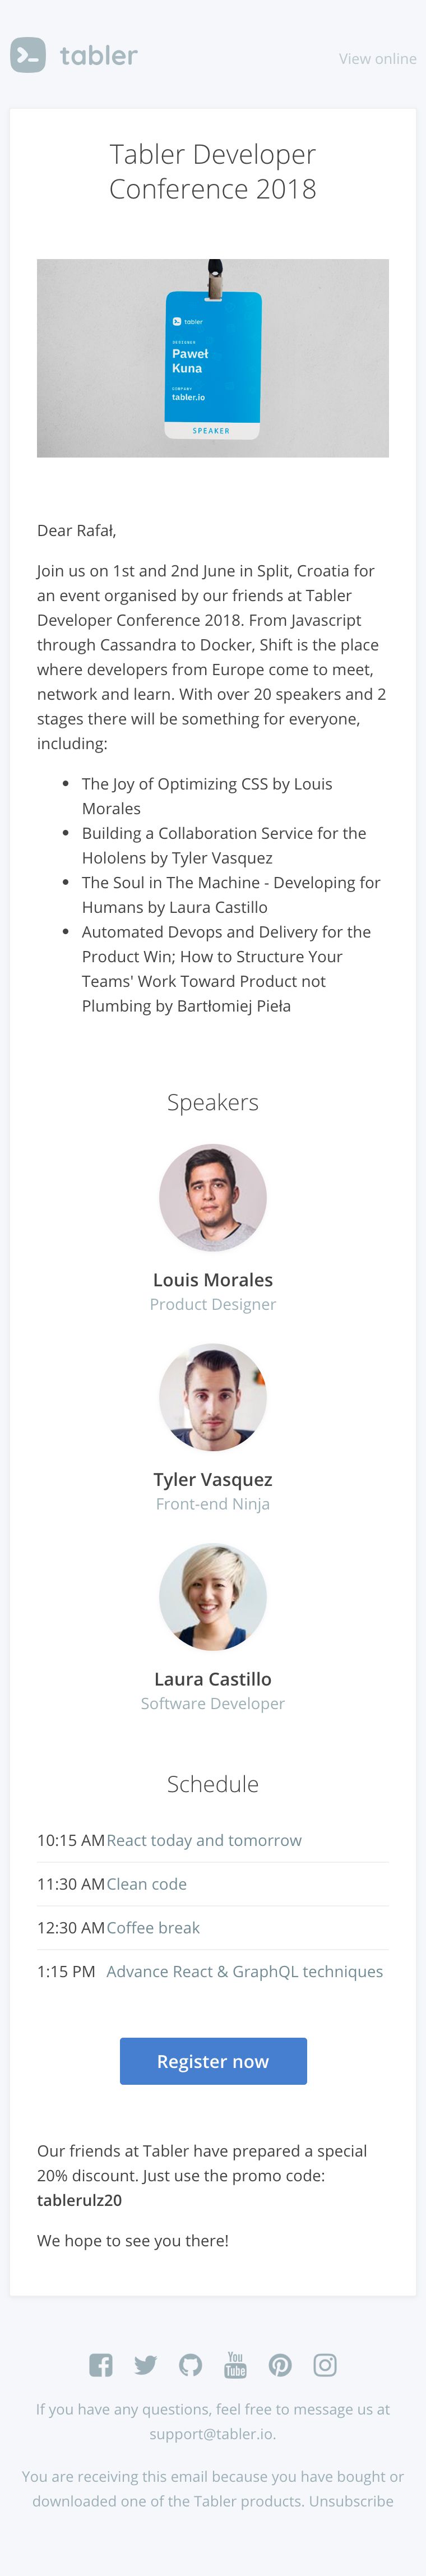 tabler
View online
Tabler Developer
Conference 2018
tabler
DESIGNER
Paweł
Kuna
COMPANY
tabler.io
SPEAKER
Dear Rafał,
Join us on 1st and 2nd June in Split, Croatia for
an event organised by our friends at Tabler
Developer Conference 2018. From Javascript
through Cassandra to Docker, Shift is the place
where developers from Europe come to meet,
network and learn. With over 20 speakers and 2
stages there will be something for everyone,
including:
• The Joy of Optimizing CSS by Louis
Morales
• Building a Collaboration Service for the
Hololens by Tyler Vasquez
• The Soul in The Machine - Developing for
Humans by Laura Castillo
• Automated Devops and Delivery for the
Product Win; How to Structure Your
Teams' Work Toward Product not
Plumbing by Bartłomiej Pieła
Speakers
Louis Morales
Product Designer
Tyler Vasquez
Front-end Ninja
Laura Castillo
Software Developer
Schedule
10:15 AM React today and tomorrow
11:30 AM Clean code
12:30 AM Coffee break
1:15 PM Advance React & GraphQL techniques
Register now
Our friends at Tabler have prepared a special
20% discount. Just use the promo code:
tablerulz20
We hope to see you there!
You
Tube
If you have any questions, feel free to message us at
support@tabler.io.
You are receiving this email because you have bought or
downloaded one of the Tabler products. Unsubscribe